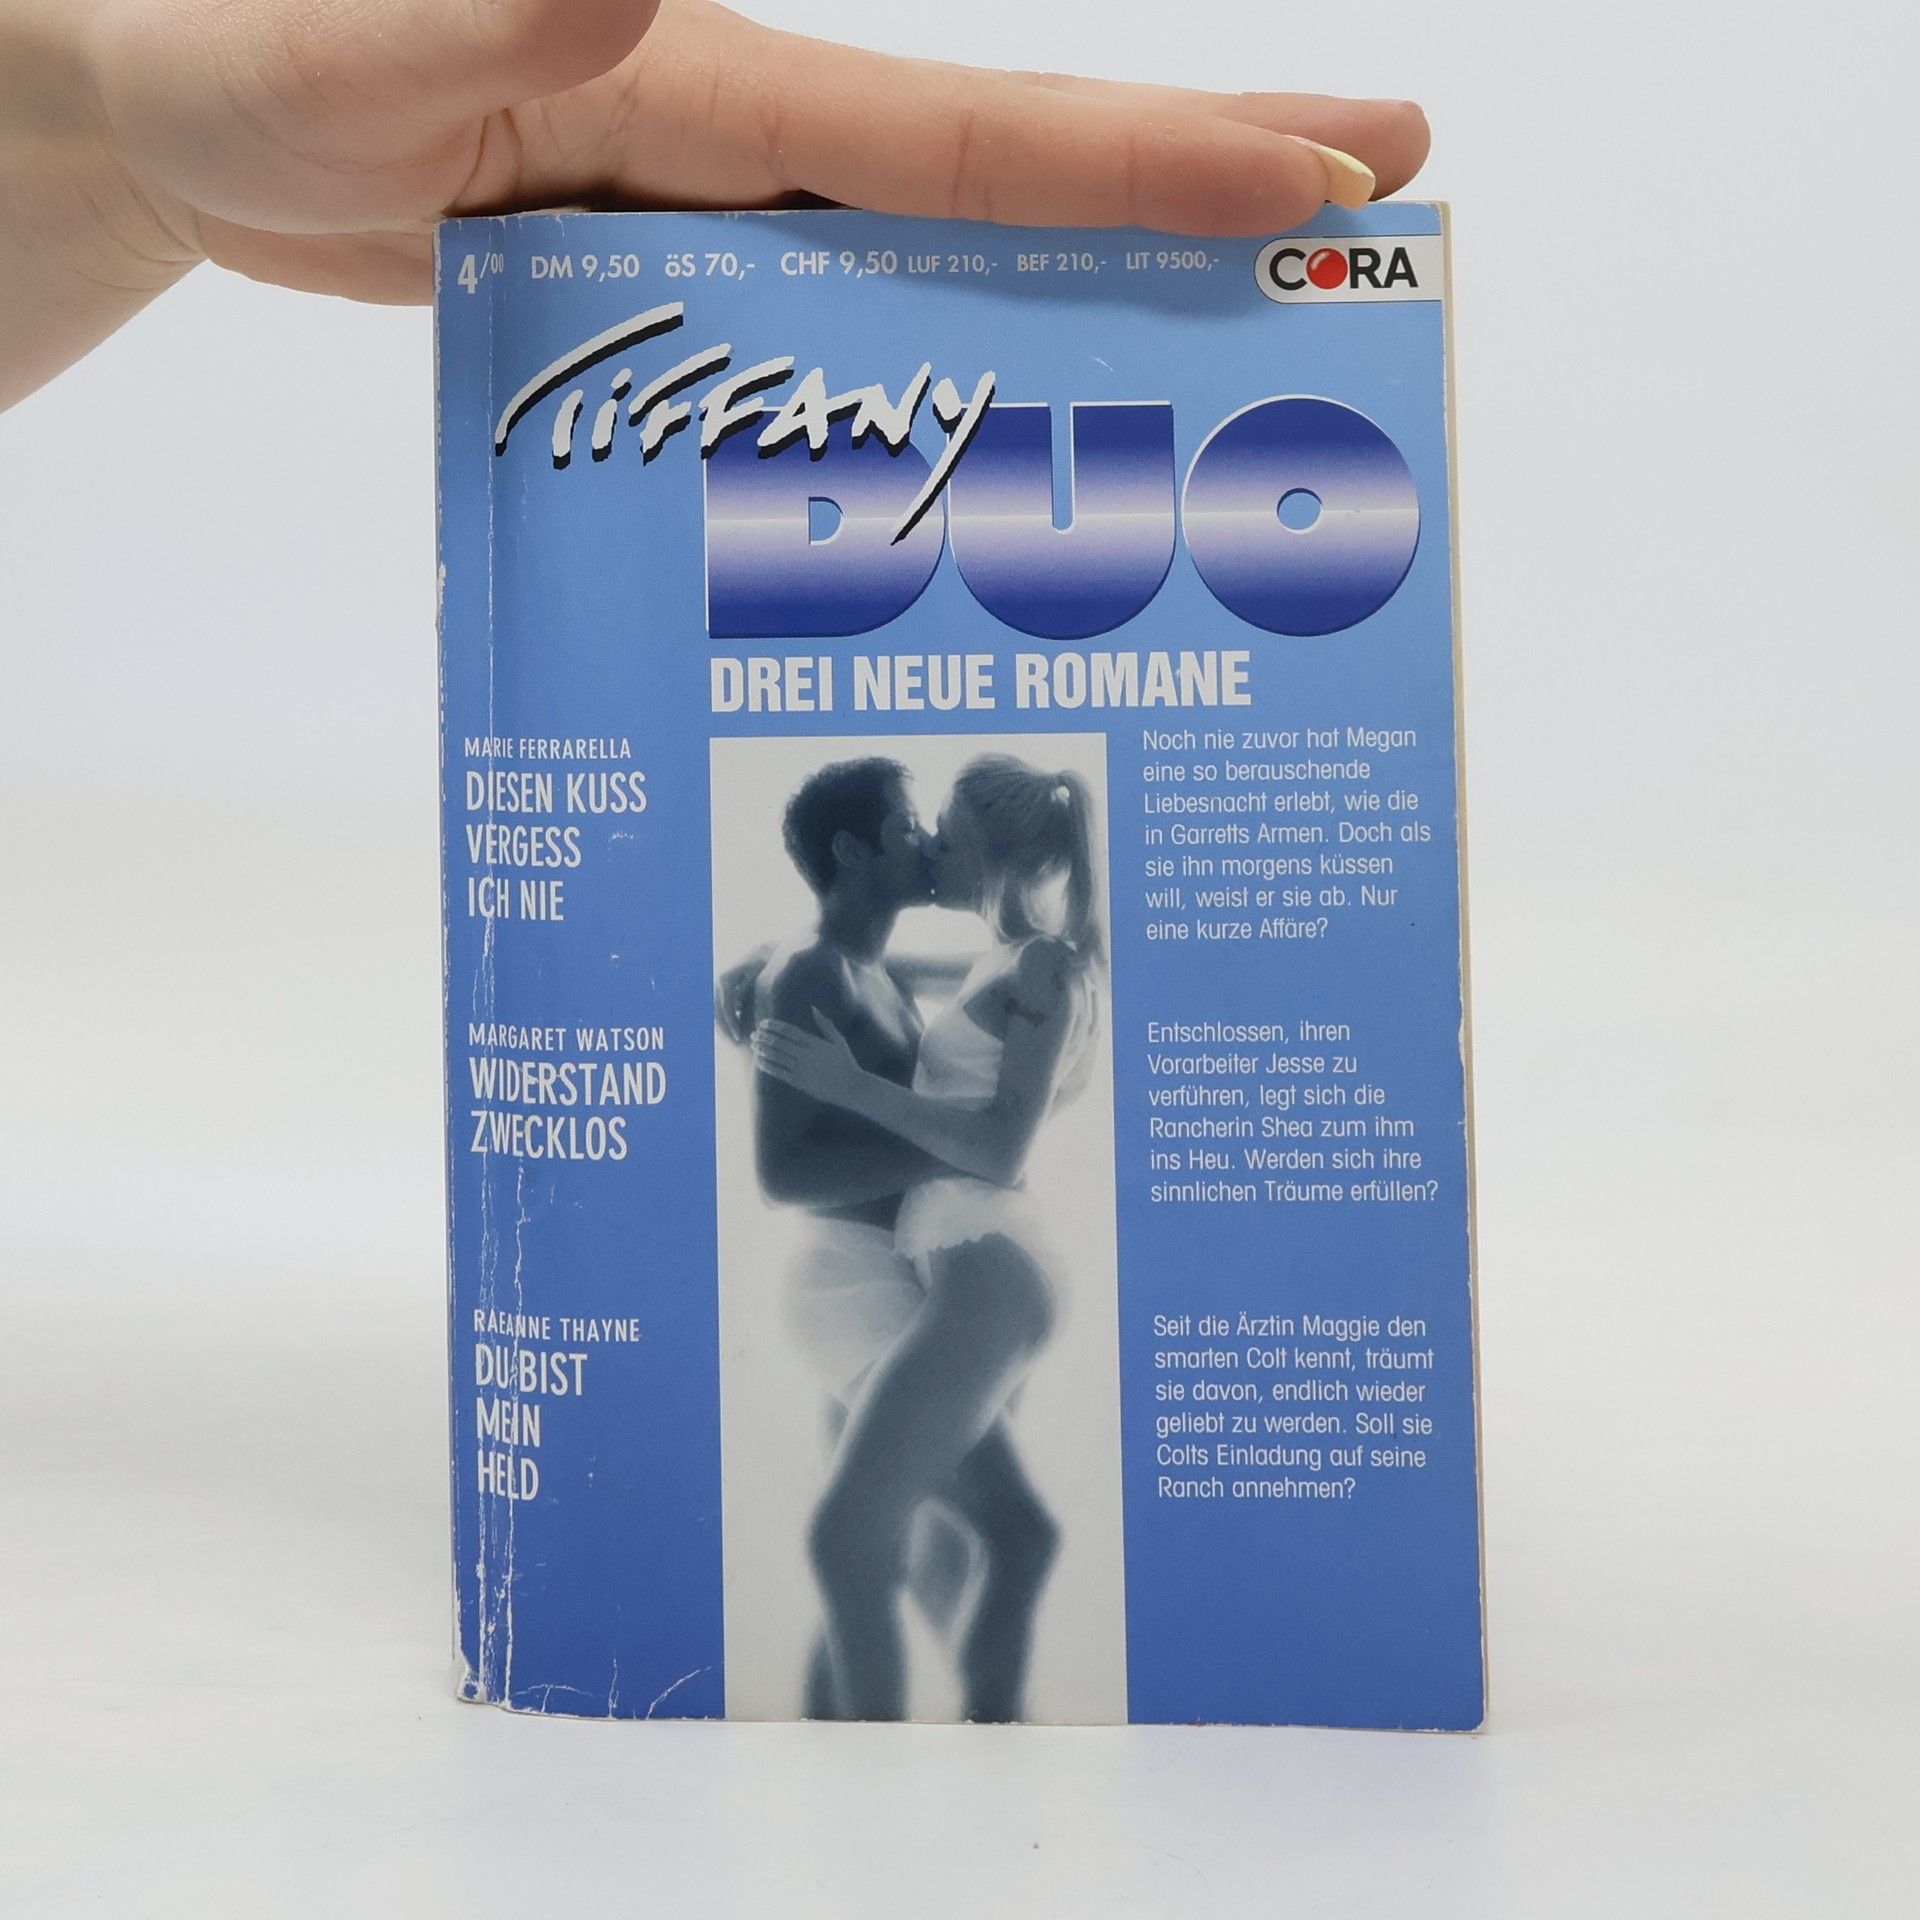 4/00 DM 9,50 öS 70,- CHF 9,50 LUF 210,- BEF 210,- LIT 9500,- CORA
TIFFANY
DUO
DREI NEUE ROMANE
MARIE FERRARELLA
DIESEN KUSS
VERGESS
ICH NIE
Noch nie zuvor hat Megan
eine so berauschende
Liebesnacht erlebt, wie die
in Garretts Armen. Doch als
sie ihn morgens küssen
will, weist er sie ab. Nur
eine kurze Affäre?
MARGARET WATSON
WIDERSTAND
ZWECKLOS
Entschlossen, ihren
Vorarbeiter Jesse zu
verführen, legt sich die
Rancherin Shea zum ihm
ins Heu. Werden sich ihre
sinnlichen Träume erfüllen?
RAEANNE THAYNE
DU BIST
MEIN
HELD
Seit die Ärztin Maggie den
smarten Colt kennt, träumt
sie davon, endlich wieder
geliebt zu werden. Soll sie
Colts Einladung auf seine
Ranch annehmen?